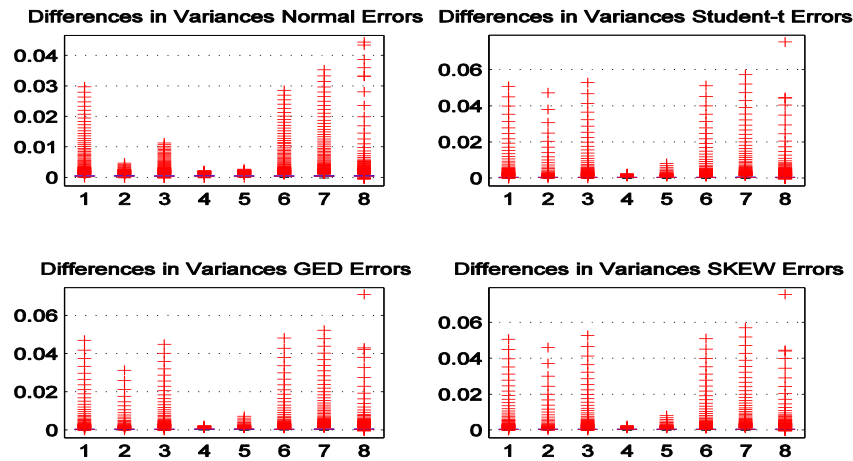 Differences in Variances Normal Errors
0.04
0.03
0.02
0.01
0
1 2 3 4 5 6 7 8
Differences in Variances Student-t Errors
0.06
0.04
0.02
0
1 2 3 4 5 6 7 8
Differences in Variances GED Errors
0.06
0.04
0.02
0
1 2 3 4 5 6 7 8
Differences in Variances SKEW Errors
0.06
0.04
0.02
0
1 2 3 4 5 6 7 8